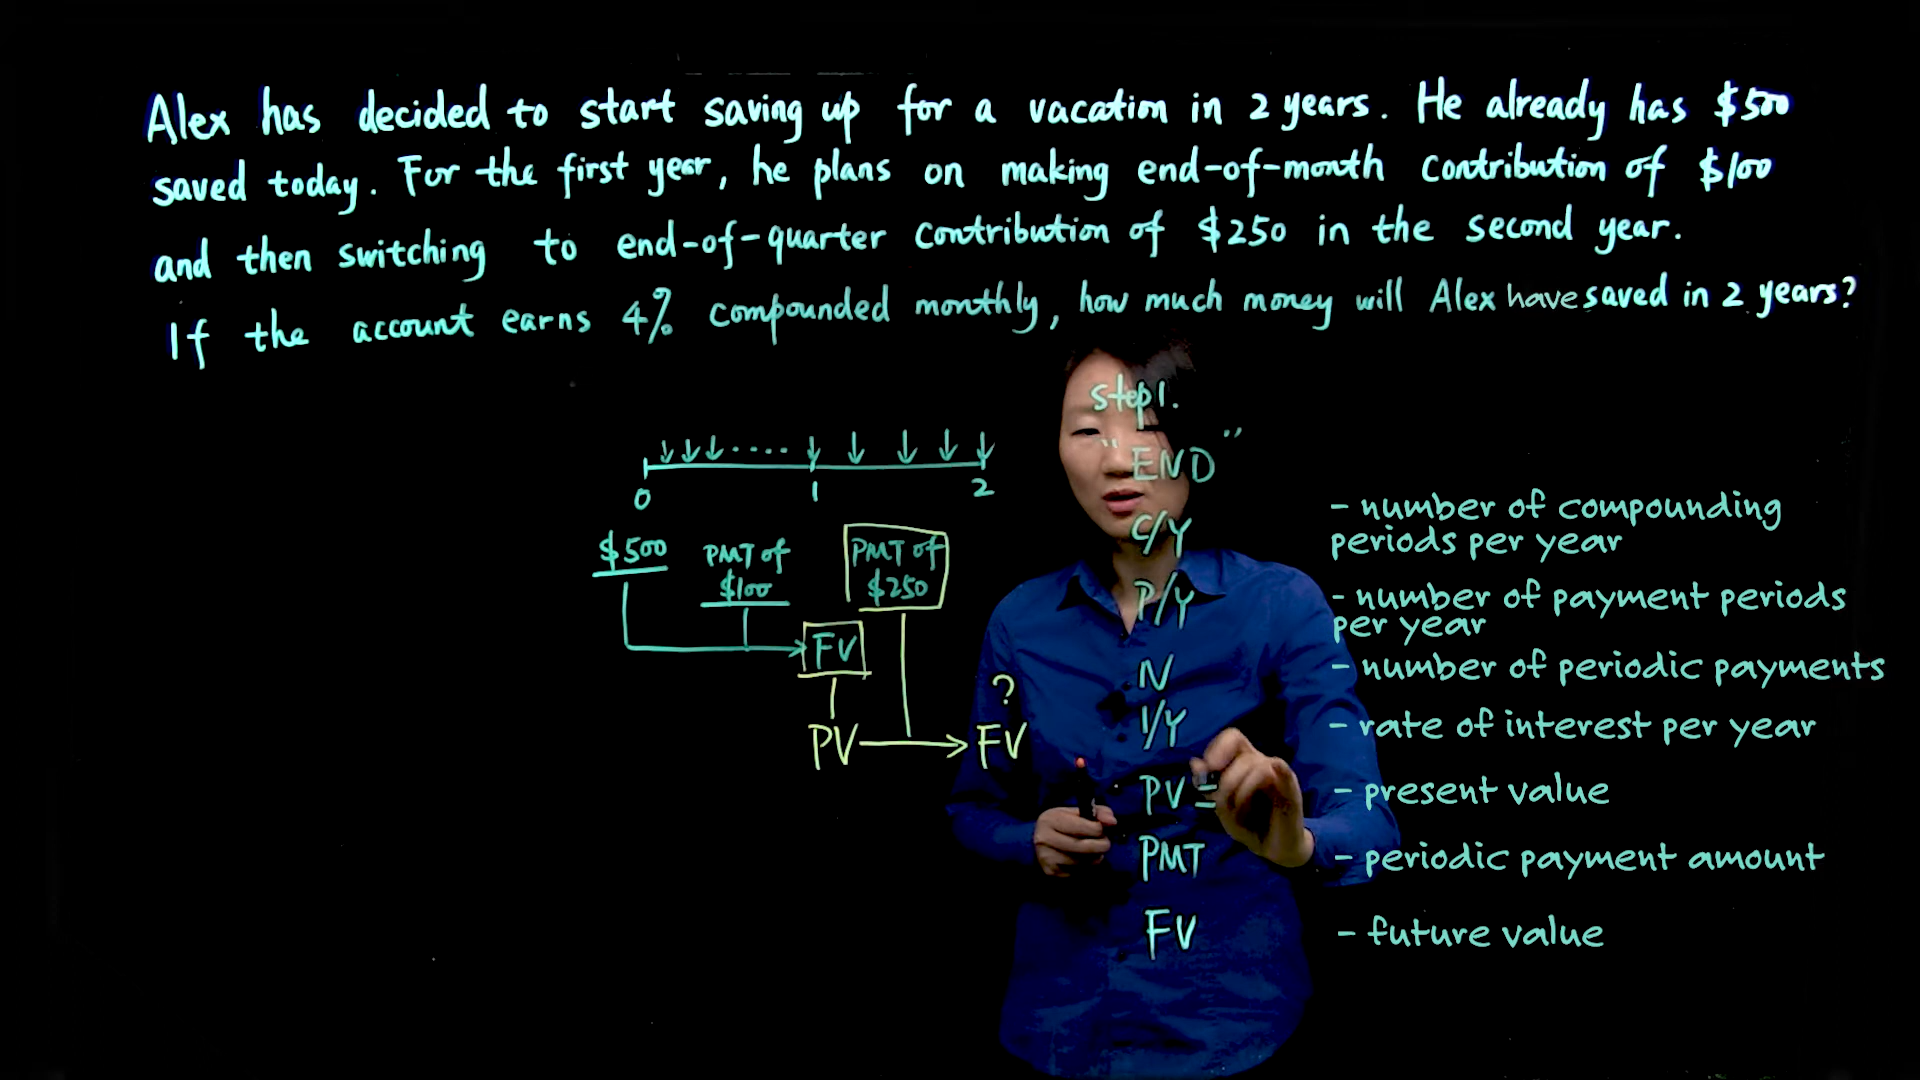 Alex has decided to start saving up for a vacation in 2 years. He already has $500
saved today. For the first year, he plans on making end-of-month contribution of $100
and then switching to end-of-quarter contribution of $250 in the second year.
If the account earns 4% compounded monthly, how much money will Alex have saved in 2 years?
step1.
"END"
0 1 2
C/Y - number of compounding
periods per year
$500 PMT of
$100
PMT of
$250
P/Y - number of payment periods
per year
FV
N - number of periodic payments
?
I/Y - rate of interest per year
PV FV
PV = - present value
PMT - periodic payment amount
FV - future value